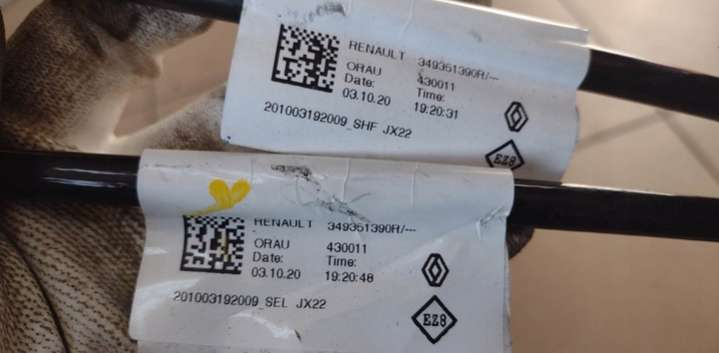 RENAULT 349351390R/---
ORAU 430011
Date: Time:
03.10.20 19:20:31
201003192009_SHF JX22
EZ8
RENAULT 349351390R/---
ORAU 430011
Date: Time:
03.10.20 19:20:48
201003192009_SEL JX22
EZ8